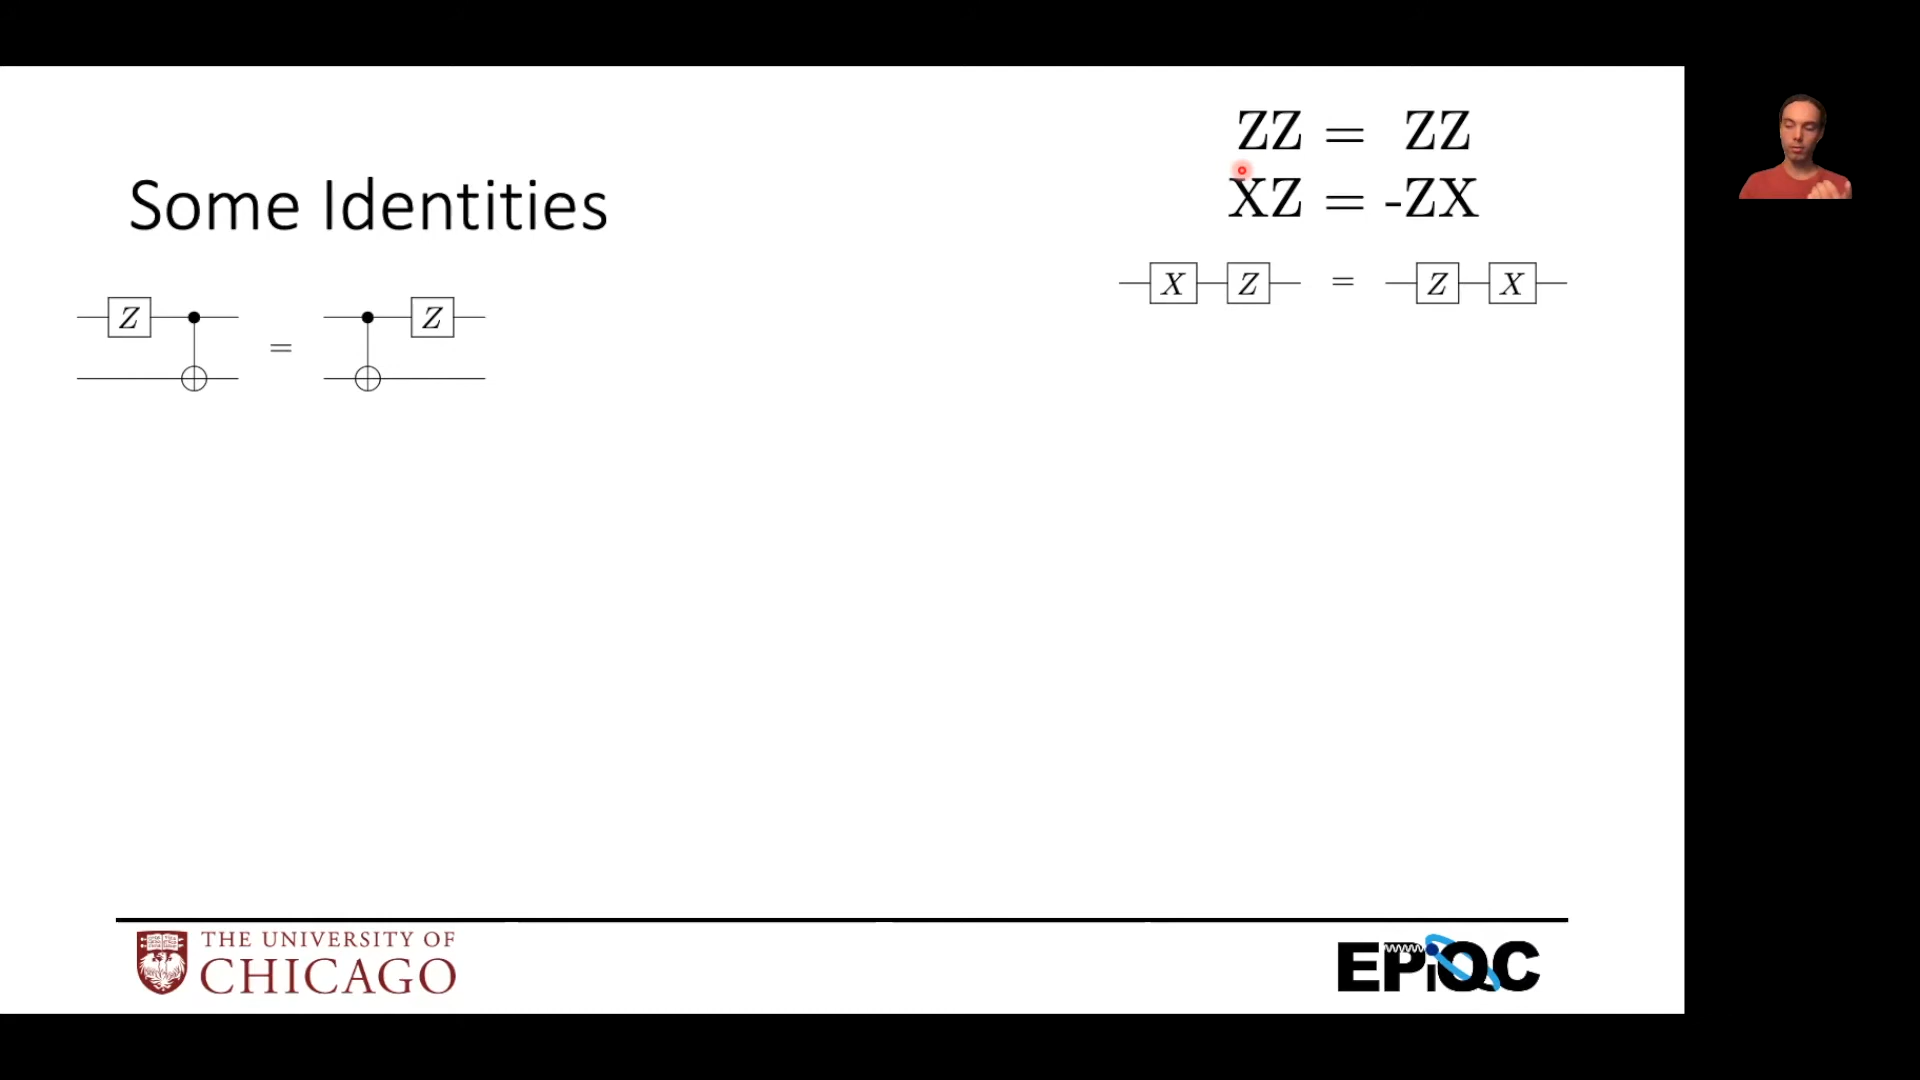 Some Identities
ZZ = ZZ
XZ = -ZX
X Z = Z X
Z = Z
THE UNIVERSITY OF
CHICAGO
EPiQC